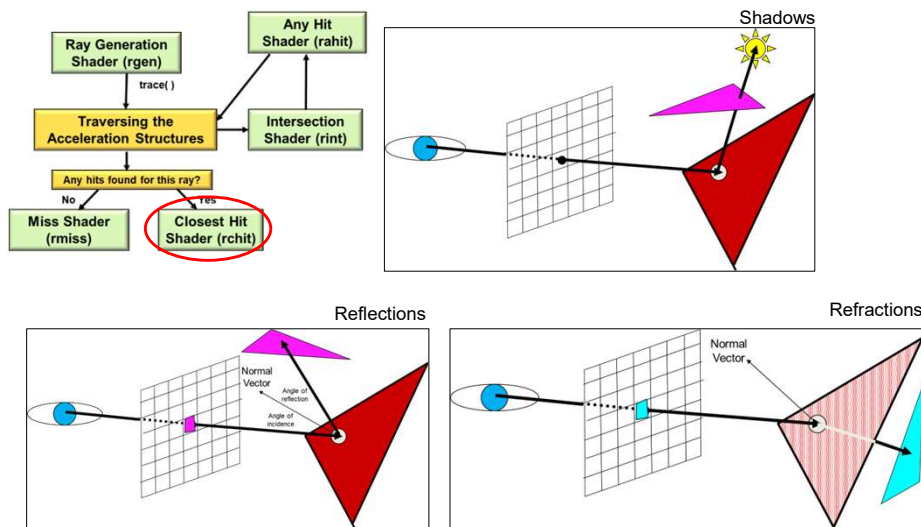 Ray Generation
Shader (rgen)
trace( )
Traversing the
Acceleration Structures
Any hits found for this ray?
No
Yes
Miss Shader
(rmiss)
Closest Hit
Shader (rchit)
Any Hit
Shader (rahit)
Intersection
Shader (rint)
Shadows
Reflections
Normal
Vector
Angle of
reflection
Angle of
incidence
Refractions
Normal
Vector